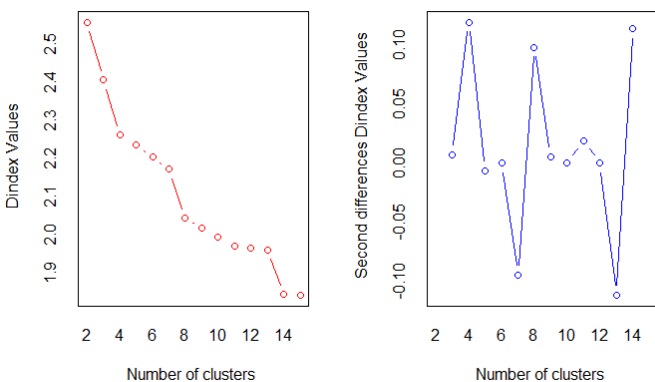 Dindex Values
2.5
2.4
2.3
2.2
2.1
2.0
1.9
2 4 6 8 10 12 14
Number of clusters
Second differences Dindex Values
0.10
0.05
0.00
-0.05
-0.10
2 4 6 8 10 12 14
Number of clusters